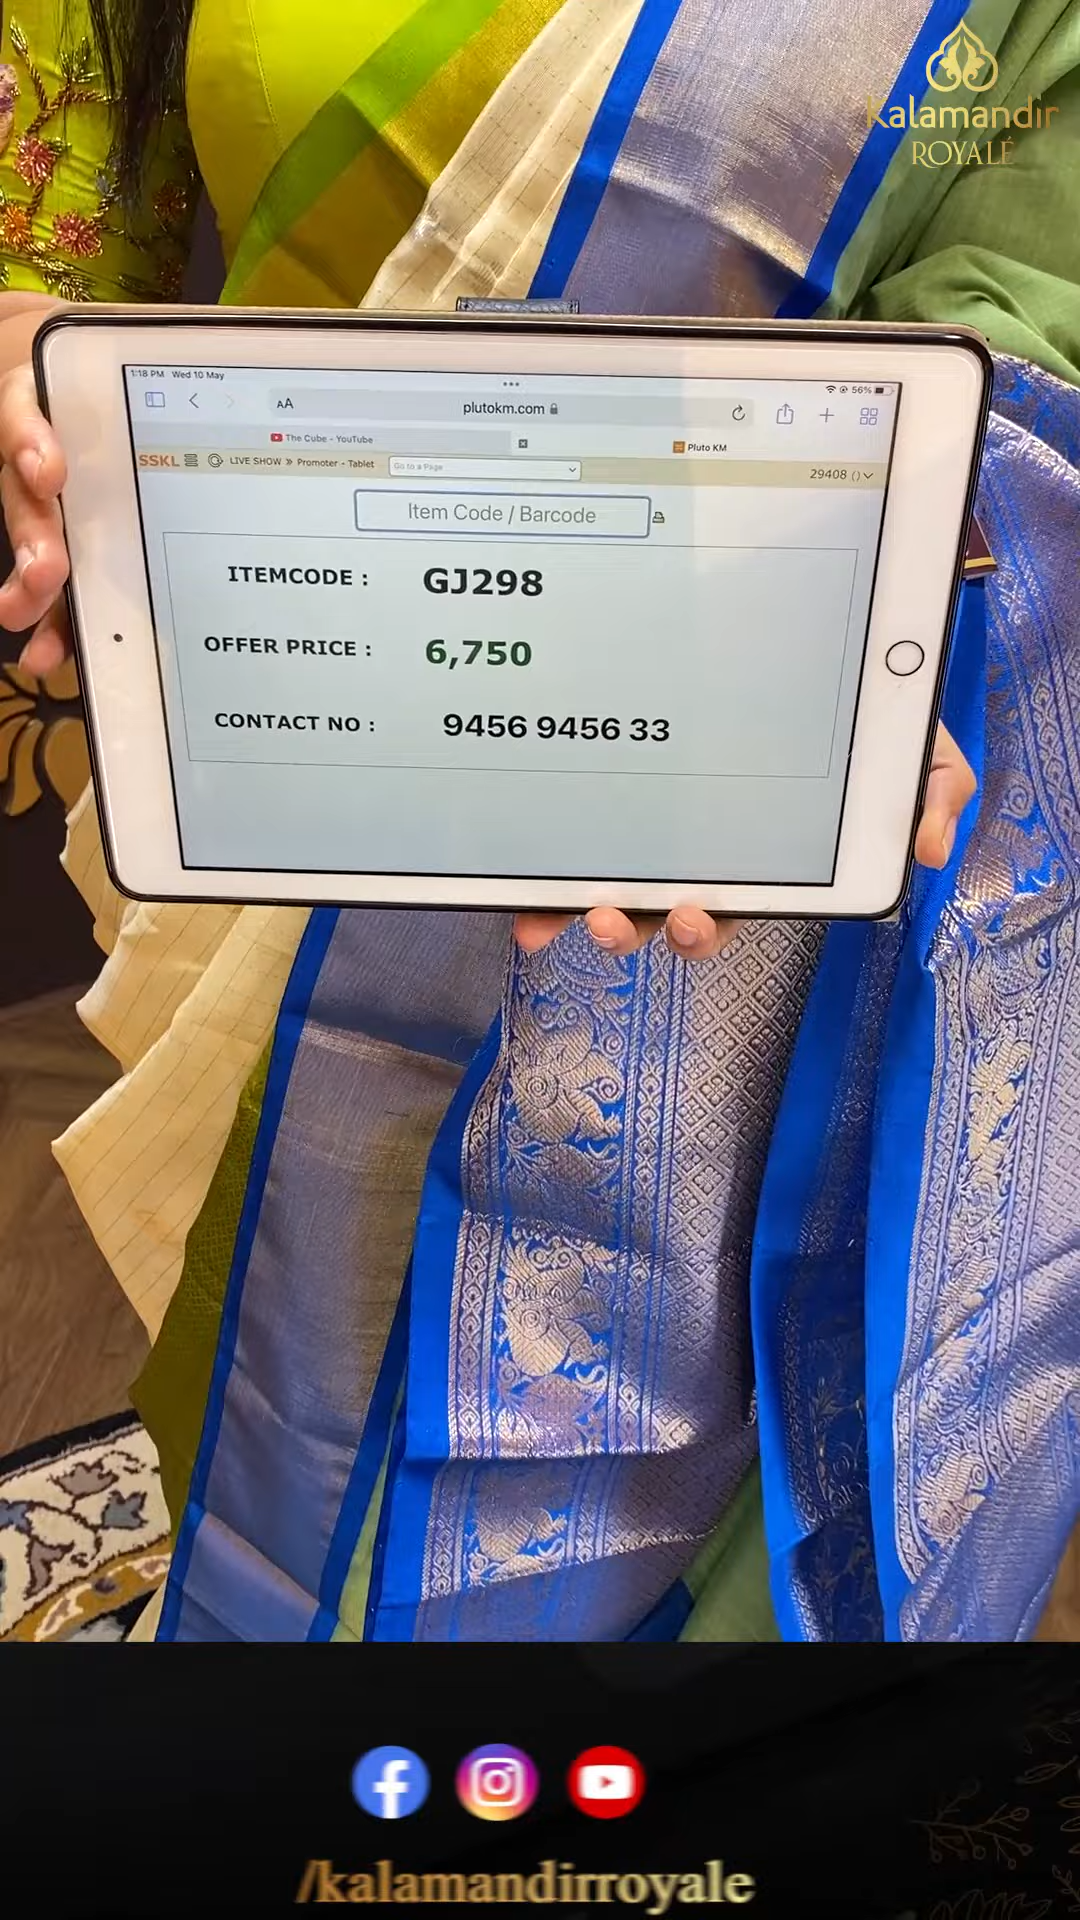 Kalamandir
ROYALÉ
1:18 PM Wed 10 May
56%
AA
plutokm.com
The Cube - YouTube
Pluto KM
SSKL
LIVE SHOW » Promoter - Tablet
Go to a Page
29408 ()
Item Code / Barcode
ITEMCODE : GJ298
OFFER PRICE : 6,750
CONTACT NO : 9456 9456 33
/kalamandirroyale